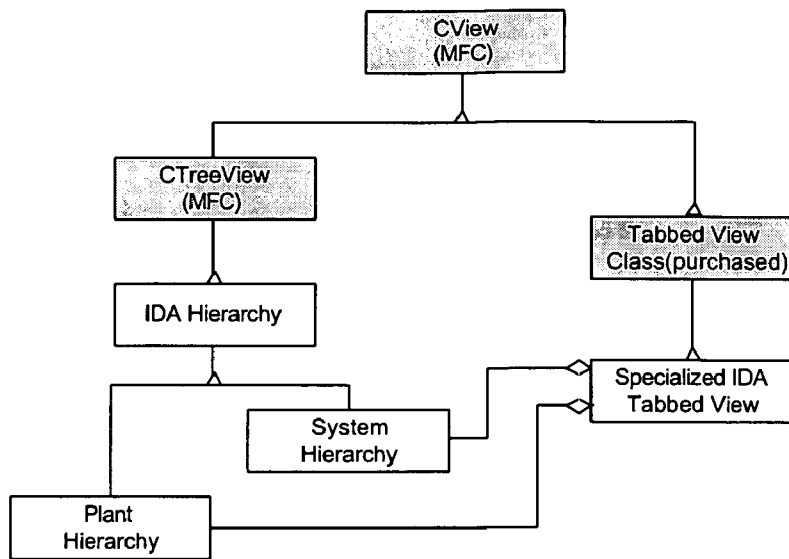 CView
(MFC)
CTreeView
(MFC)
Tabbed View
Class(purchased)
IDA Hierarchy
Specialized IDA
Tabbed View
System
Hierarchy
Plant
Hierarchy